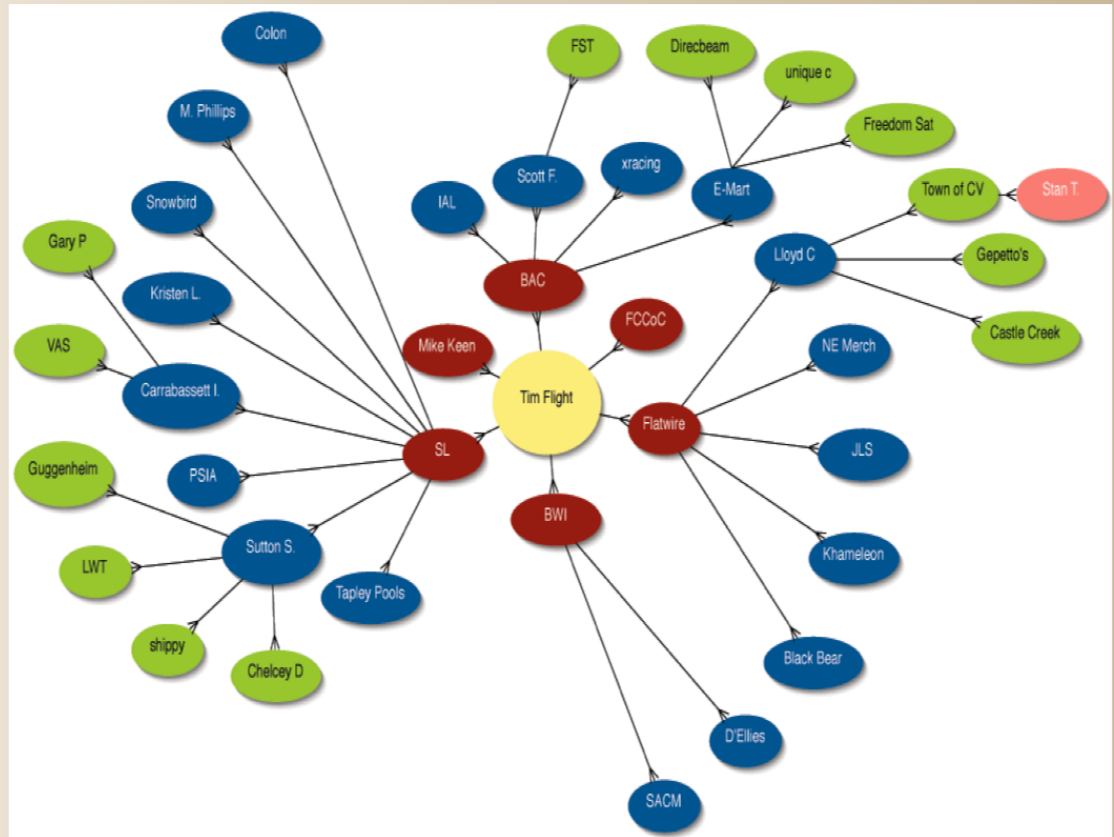 Colon
FST
Direcbeam
unique c
M. Phillips
Freedom Sat
xracing
Scott F.
E-Mart
Town of CV
Stan T.
Snowbird
IAL
Gary P
Lloyd C
Gepetto's
Kristen L.
BAC
FCCoC
Castle Creek
VAS
Mike Keen
NE Merch
Carrabassett I.
Tim Flight
Flatwire
SL
JLS
Guggenheim
PSIA
BWI
Sutton S.
Khameleon
LWT
Tapley Pools
shippy
Chelcey D
Black Bear
D'Ellies
SACM